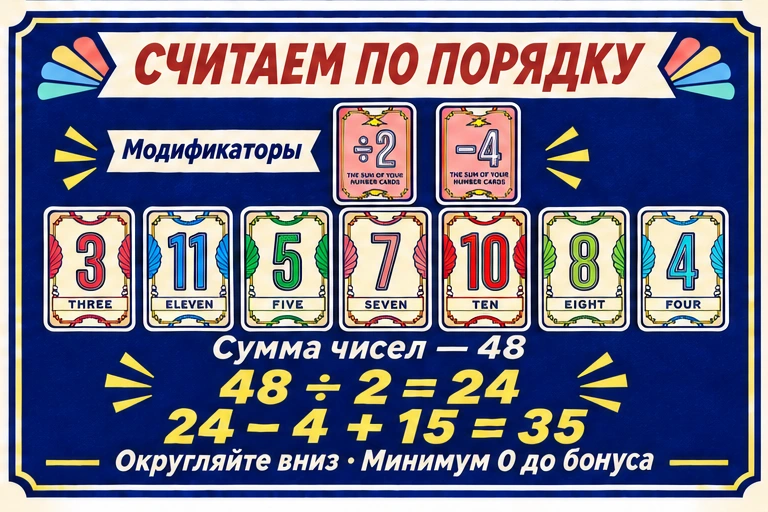 СЧИТАЕМ ПО ПОРЯДКУ
Модификаторы
÷2
THE SUM OF YOUR
NUMBER CARDS
−4
THE SUM OF YOUR
NUMBER CARDS
3
THREE
11
ELEVEN
5
FIVE
7
SEVEN
10
TEN
8
EIGHT
4
FOUR
Сумма чисел — 48
48 ÷ 2 = 24
24 − 4 + 15 = 35
Округляйте вниз · Минимум 0 до бонуса